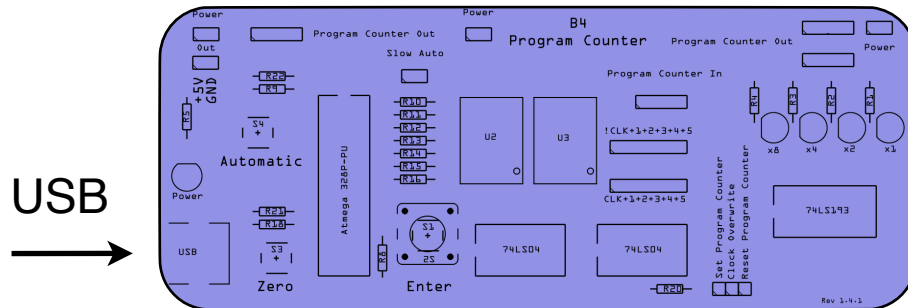 Power
Power
B4
Program Counter
Program Counter Out
Program Counter Out
Power
Out
Slow Auto
+5V
GND
R22
R9
Program Counter In
R5
S4
Automatic
R10
R11
R12
R13
R14
R15
R16
Atmega 328P-PU
U2
U3
!CLK+1+2+3+4+5
CLK+1+2+3+4+5
R4
R3
R2
R1
x8
x4
x2
x1
Power
USB
USB
R21
R18
S3
Zero
R8
S1
S2
Enter
74LS04
74LS04
74LS193
R20
Set Program Counter
Clock Overwrite
Reset Program Counter
Rev 1.4.1